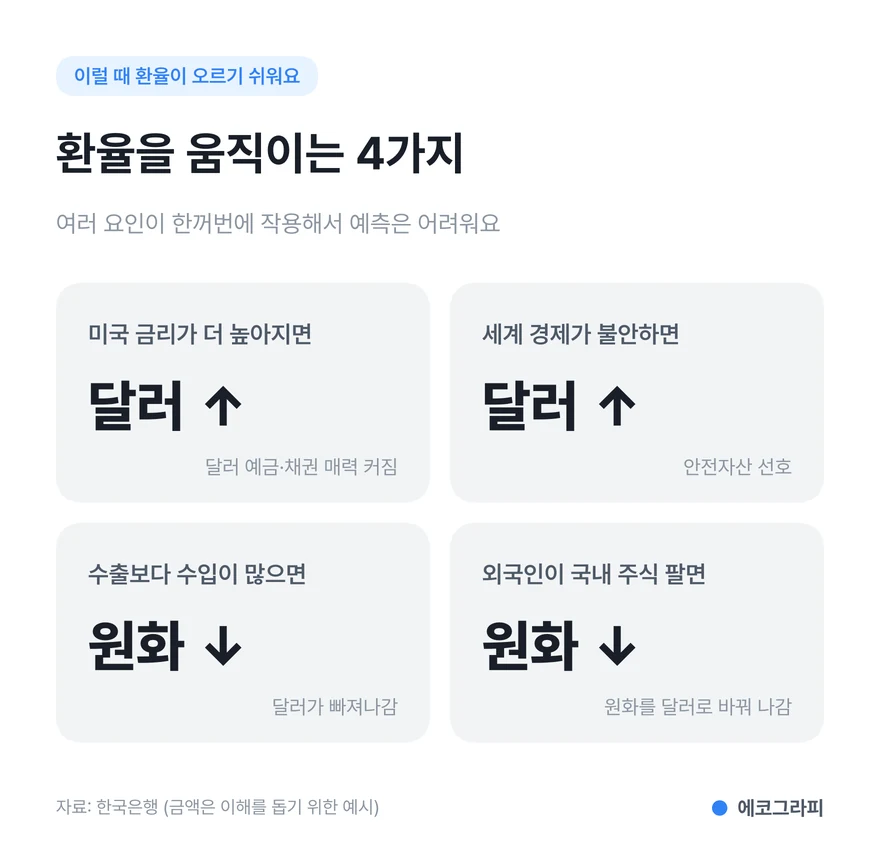 이럴 때 환율이 오르기 쉬워요
환율을 움직이는 4가지
여러 요인이 한꺼번에 작용해서 예측은 어려워요
미국 금리가 더 높아지면
달러 ↑
달러 예금·채권 매력 커짐
세계 경제가 불안하면
달러 ↑
안전자산 선호
수출보다 수입이 많으면
원화 ↓
달러가 빠져나감
외국인이 국내 주식 팔면
원화 ↓
원화를 달러로 바꿔 나감
자료: 한국은행 (금액은 이해를 돕기 위한 예시)
에코그라피